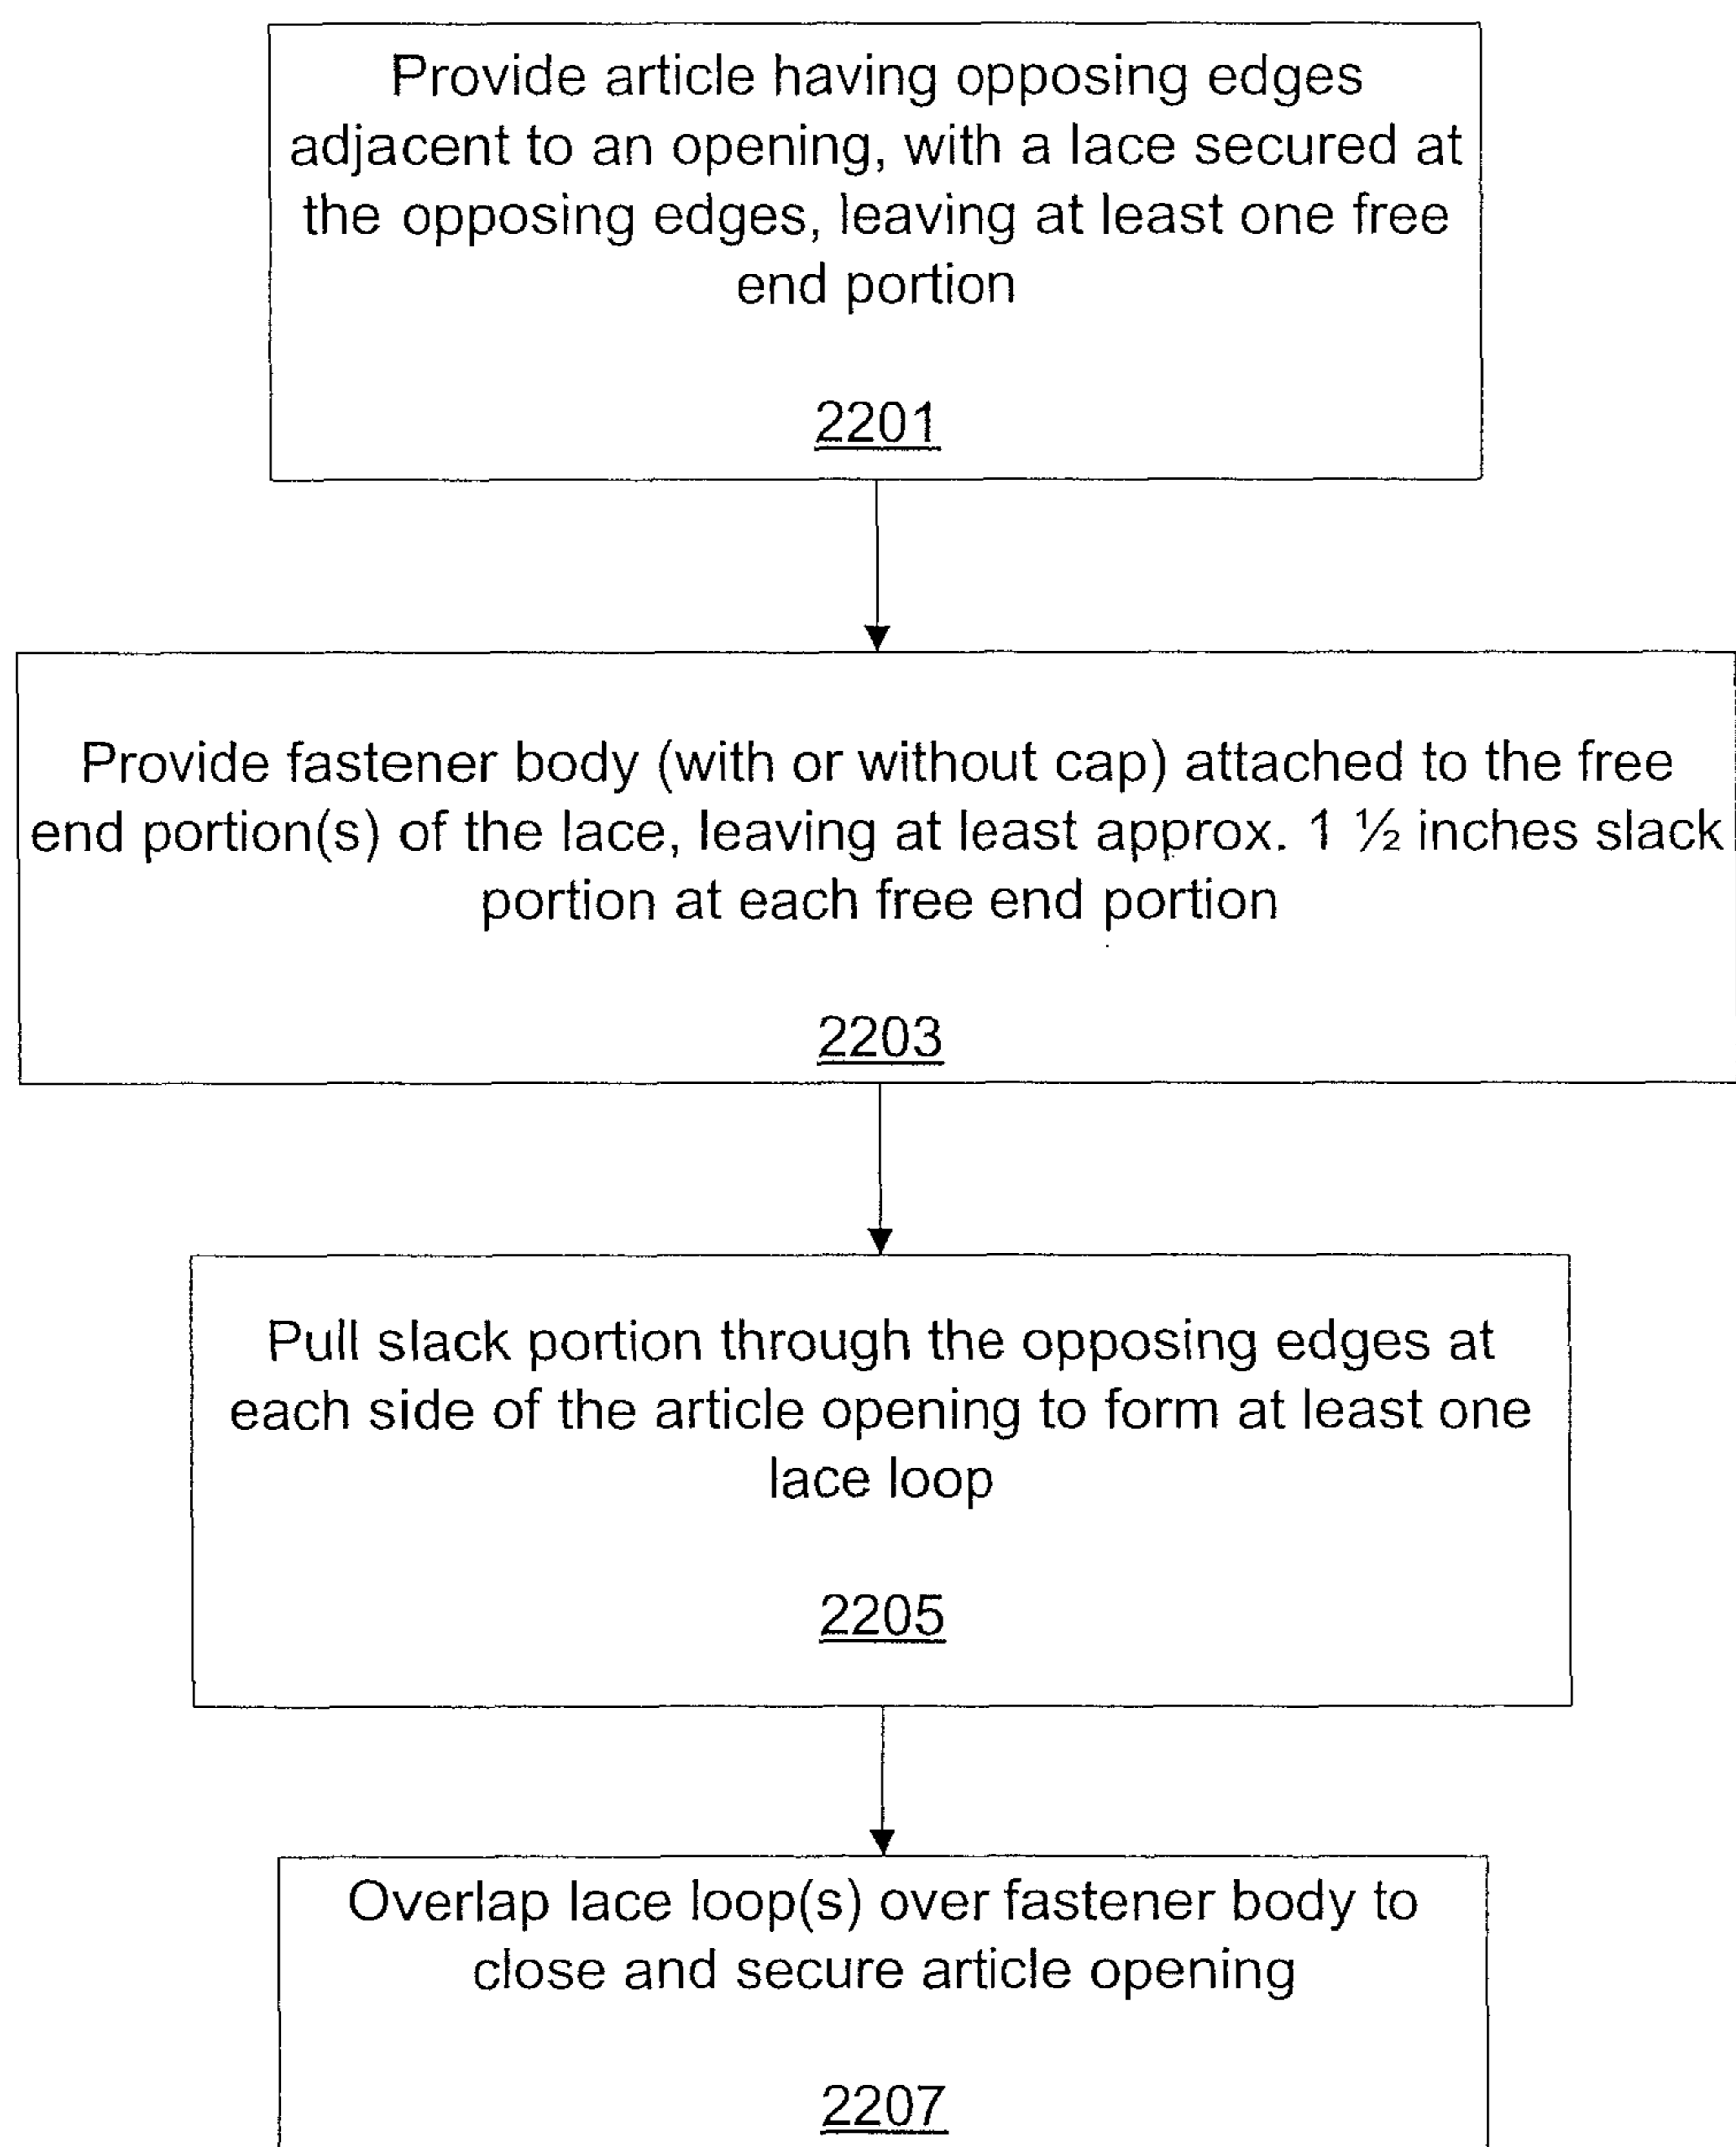 Provide article having opposing edges
adjacent to an opening, with a lace secured at
the opposing edges, leaving at least one free
end portion
2201
Provide fastener body (with or without cap) attached to the free
end portion(s) of the lace, leaving at least approx. 1 ½ inches slack
portion at each free end portion
2203
Pull slack portion through the opposing edges at
each side of the article opening to form at least one
lace loop
2205
Overlap lace loop(s) over fastener body to
close and secure article opening
2207